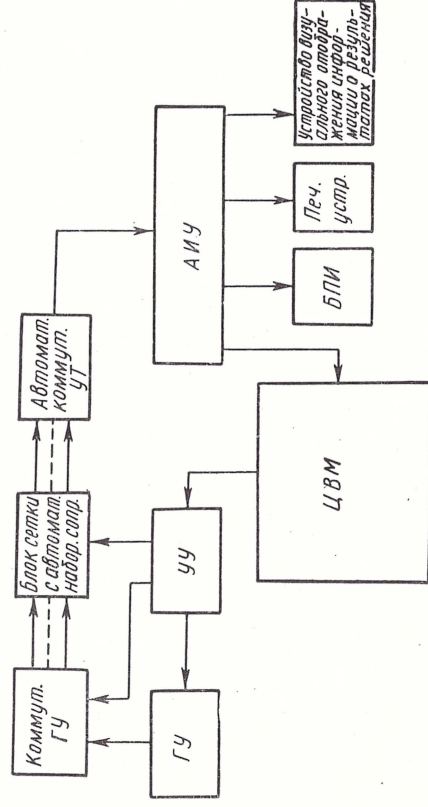 Коммут.
ГУ
Блок сетки
с автомат.
набор. сопр.
Автомат.
коммут.
УТ
ГУ
УУ
АИУ
ЦВМ
БПИ
Печ.
устр.
Устройство визу-
ального отобра-
жения инфор-
мации о резуль-
татах решения